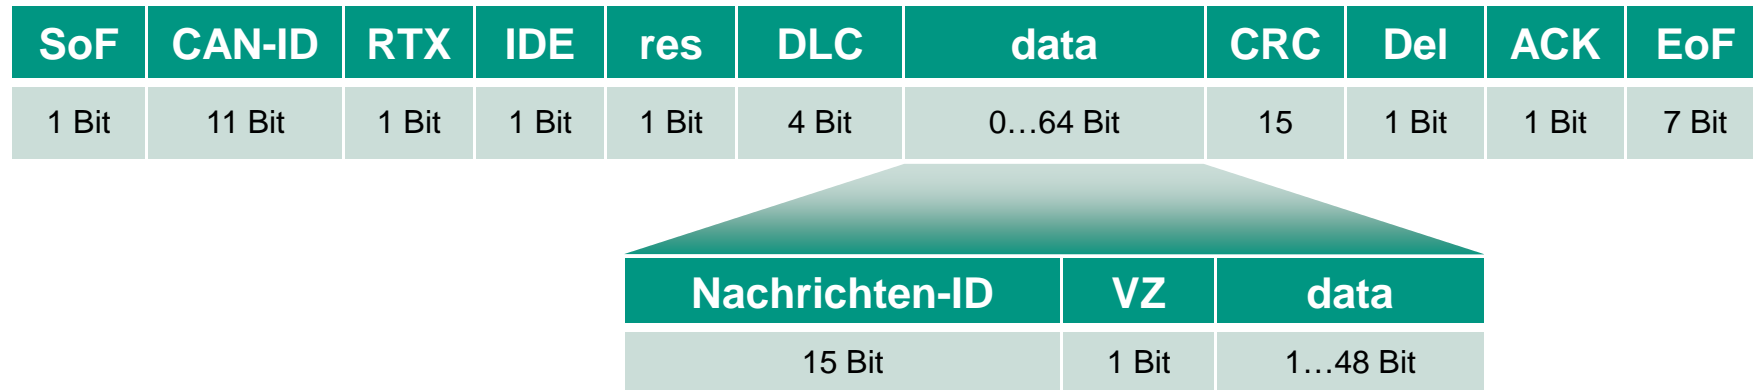 SoF CAN-ID RTX IDE res DLC data CRC Del ACK EoF
1 Bit 11 Bit 1 Bit 1 Bit 1 Bit 4 Bit 0…64 Bit 15 1 Bit 1 Bit 7 Bit
Nachrichten-ID VZ data
15 Bit 1 Bit 1…48 Bit